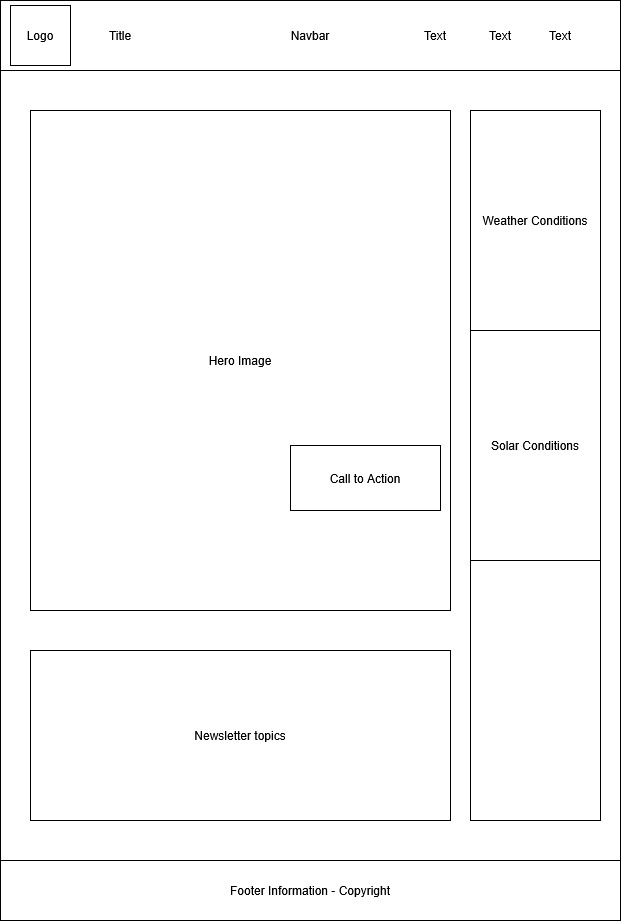 Logo
Title
Navbar
Text
Text
Text
Weather Conditions
Hero Image
Solar Conditions
Call to Action
Newsletter topics
Footer Information - Copyright